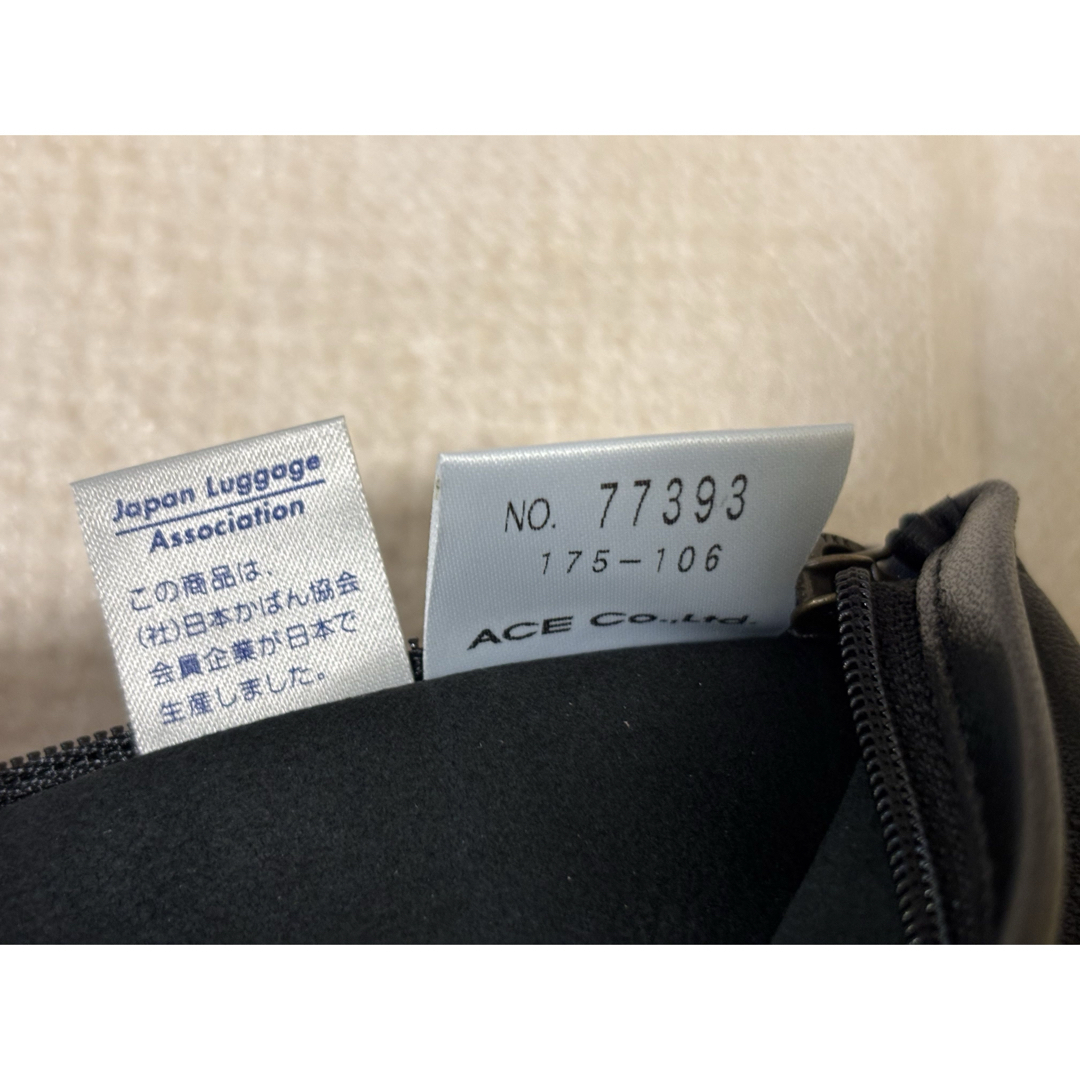 Japan Luggage
Association
この商品は、
(社)日本かばん協会
会員企業が日本で
生産しました。
NO. 77393
175-106
ACE Co.,Ltd.